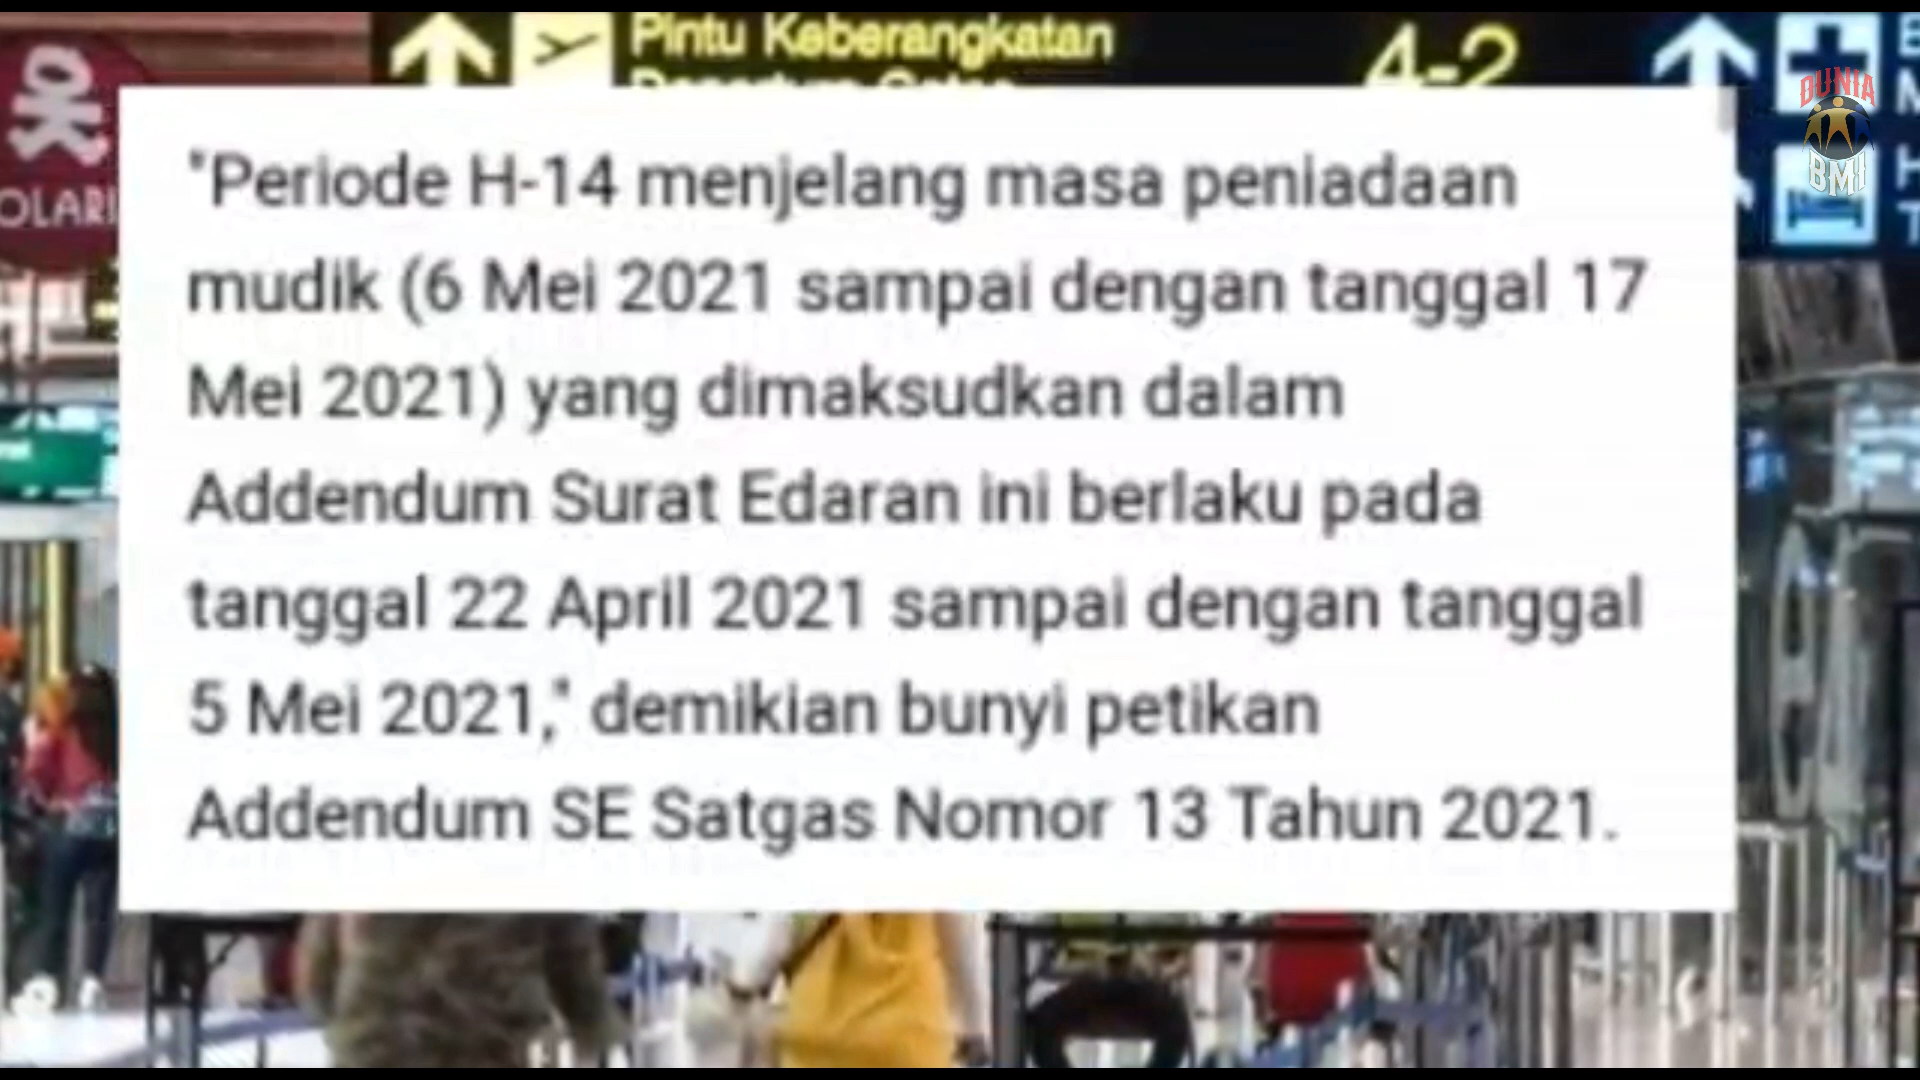 Pintu Keberangkatan
4-2
OLARI
DUNIA
BMI
"Periode H-14 menjelang masa peniadaan
mudik (6 Mei 2021 sampai dengan tanggal 17
Mei 2021) yang dimaksudkan dalam
Addendum Surat Edaran ini berlaku pada
tanggal 22 April 2021 sampai dengan tanggal
5 Mei 2021," demikian bunyi petikan
Addendum SE Satgas Nomor 13 Tahun 2021.